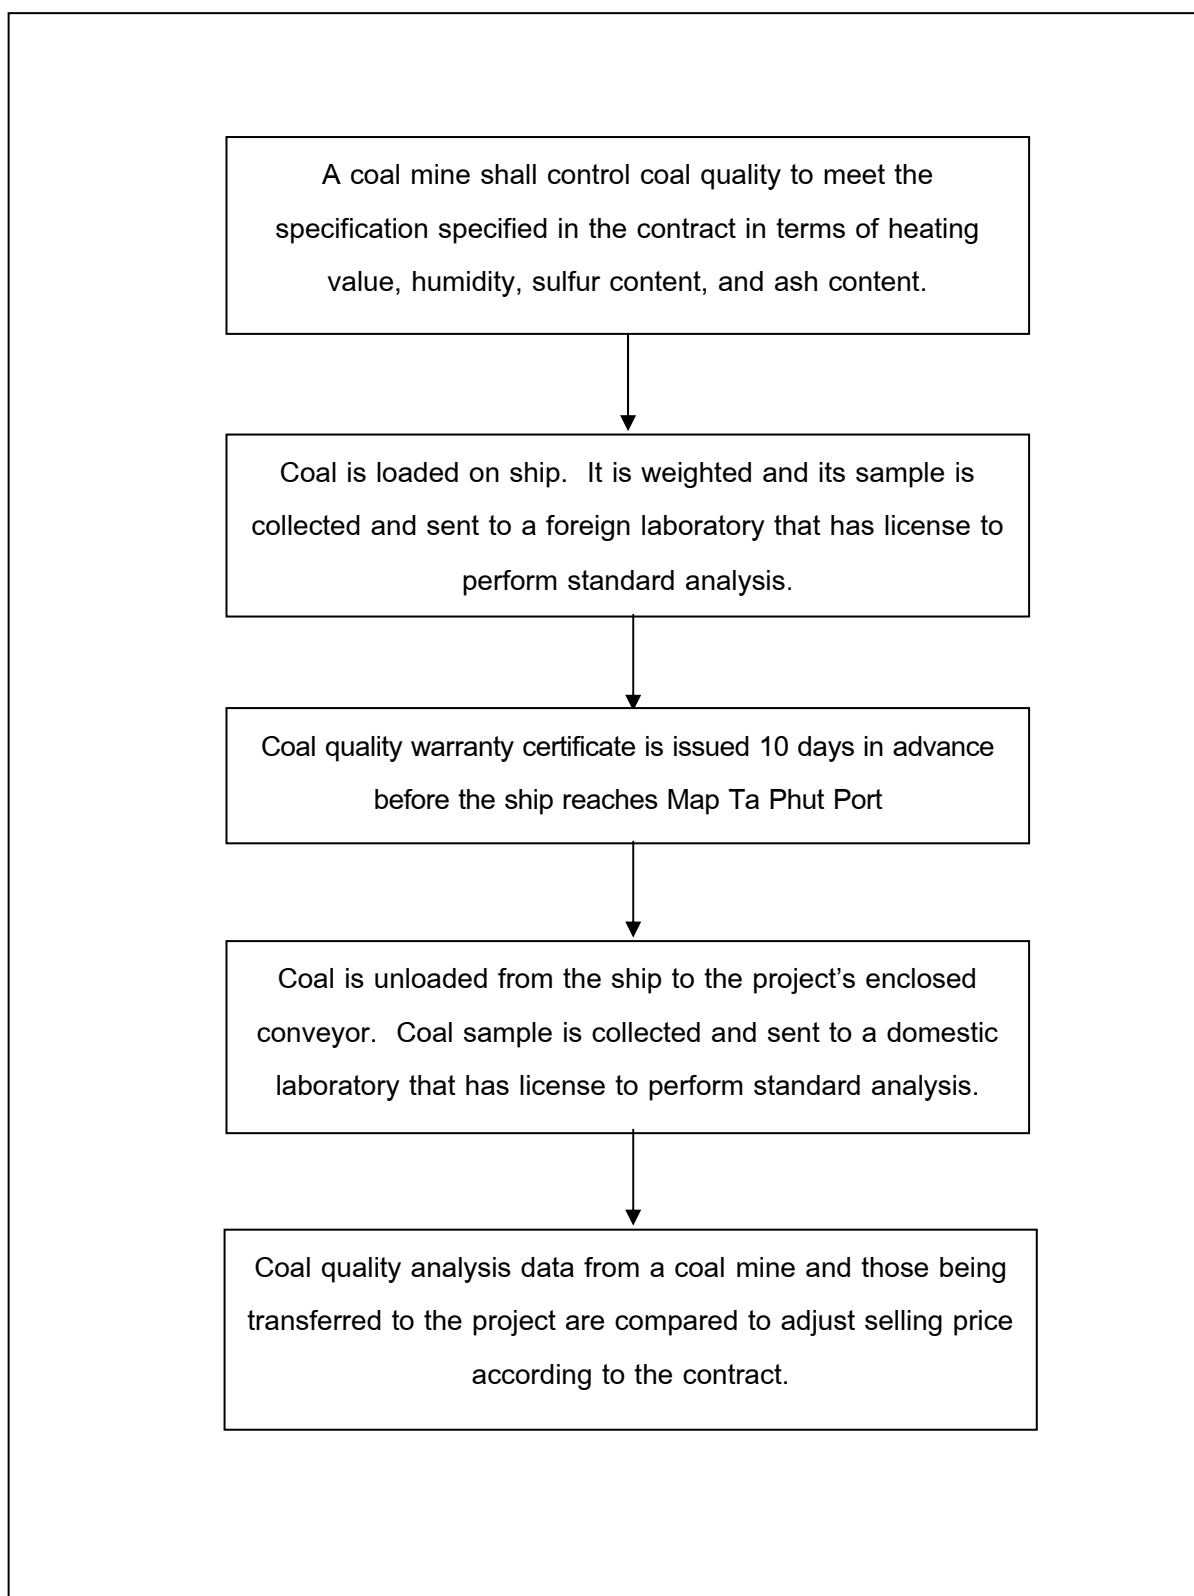 A coal mine shall control coal quality to meet the
specification specified in the contract in terms of heating
value, humidity, sulfur content, and ash content.
Coal is loaded on ship.  It is weighted and its sample is
collected and sent to a foreign laboratory that has license to
perform standard analysis.
Coal quality warranty certificate is issued 10 days in advance
before the ship reaches Map Ta Phut Port
Coal is unloaded from the ship to the project’s enclosed
conveyor.  Coal sample is collected and sent to a domestic
laboratory that has license to perform standard analysis.
Coal quality analysis data from a coal mine and those being
transferred to the project are compared to adjust selling price
according to the contract.